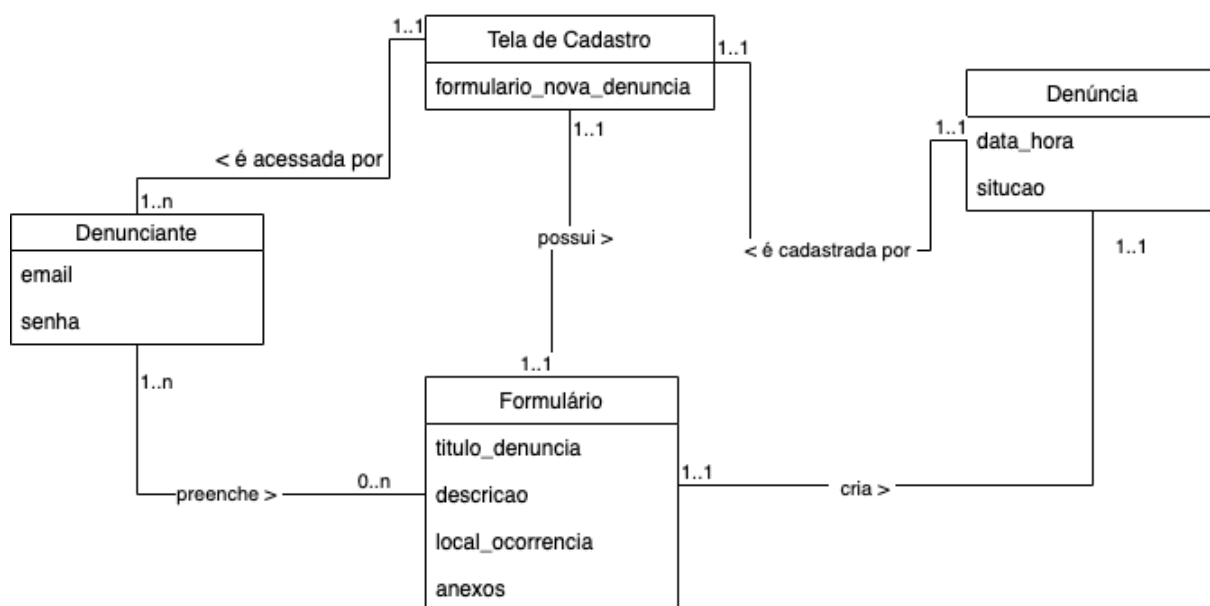 1..1
Tela de Cadastro
1..1
formulario_nova_denuncia
1..1
Denúncia
1..1
data_hora
situcao
< é acessada por
1..n
Denunciante
email
senha
possui >
< é cadastrada por
1..1
1..1
1..n
Formulário
titulo_denuncia
descricao
local_ocorrencia
anexos
preenche >
0..n
1..1
cria >